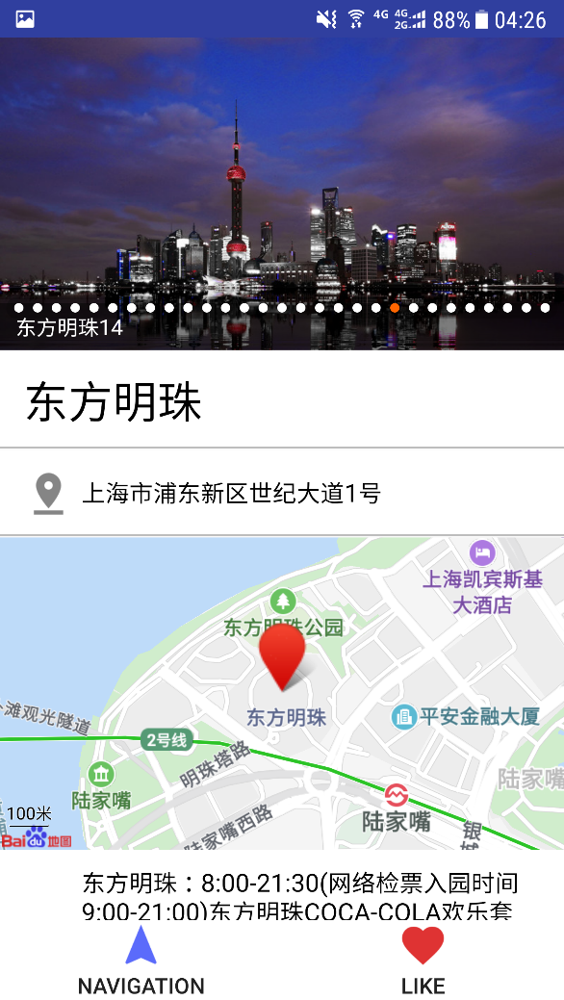 4G 4G 2G 88% 04:26
东方明珠14
东方明珠
上海市浦东新区世纪大道1号
上海凯宾斯基
大酒店
东方明珠公园
东方明珠
平安金融大厦
外滩观光隧道
2号线
明珠塔路
陆家嘴
陆家嘴
陆家嘴
100米
陆家嘴西路
银城
Bai du 地图
东方明珠：8:00-21:30(网络检票入园时间
9:00-21:00)东方明珠COCA-COLA欢乐套
NAVIGATION
LIKE